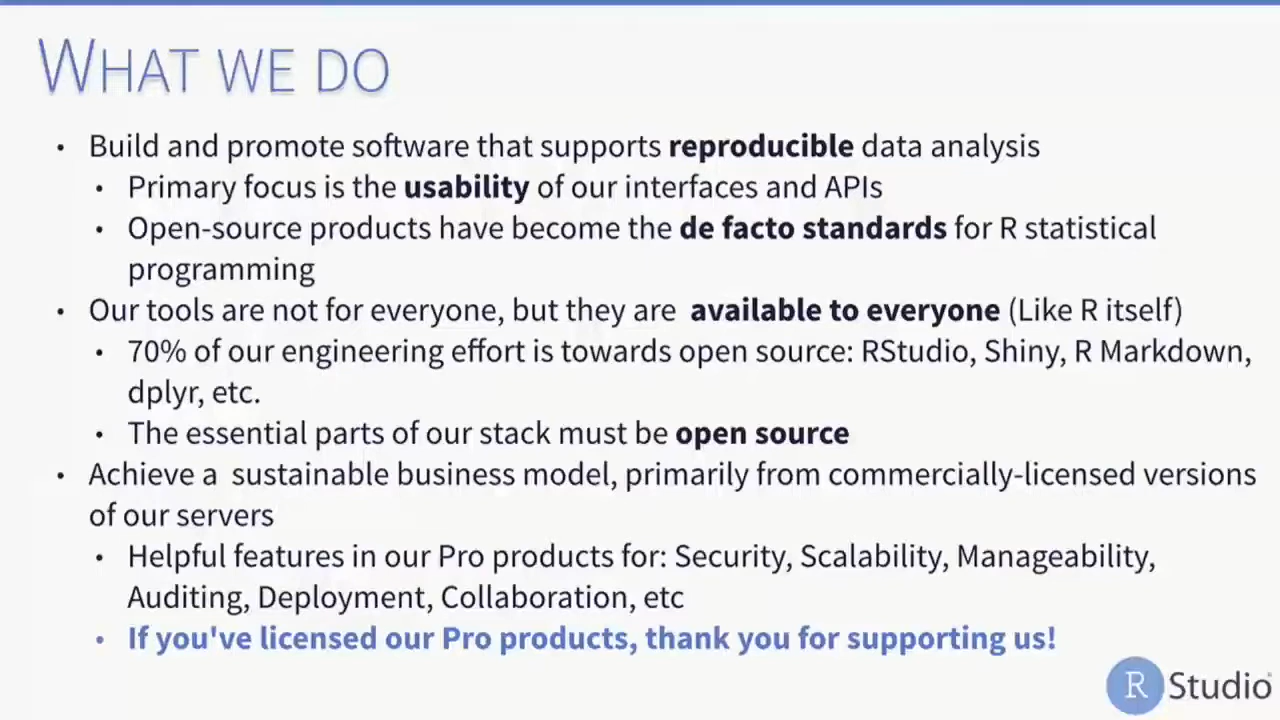 WHAT WE DO
• Build and promote software that supports reproducible data analysis
• Primary focus is the usability of our interfaces and APIs
• Open-source products have become the de facto standards for R statistical
programming
• Our tools are not for everyone, but they are available to everyone (Like R itself)
• 70% of our engineering effort is towards open source: RStudio, Shiny, R Markdown,
dplyr, etc.
• The essential parts of our stack must be open source
• Achieve a sustainable business model, primarily from commercially-licensed versions
of our servers
• Helpful features in our Pro products for: Security, Scalability, Manageability,
Auditing, Deployment, Collaboration, etc
• If you've licensed our Pro products, thank you for supporting us!
R Studio